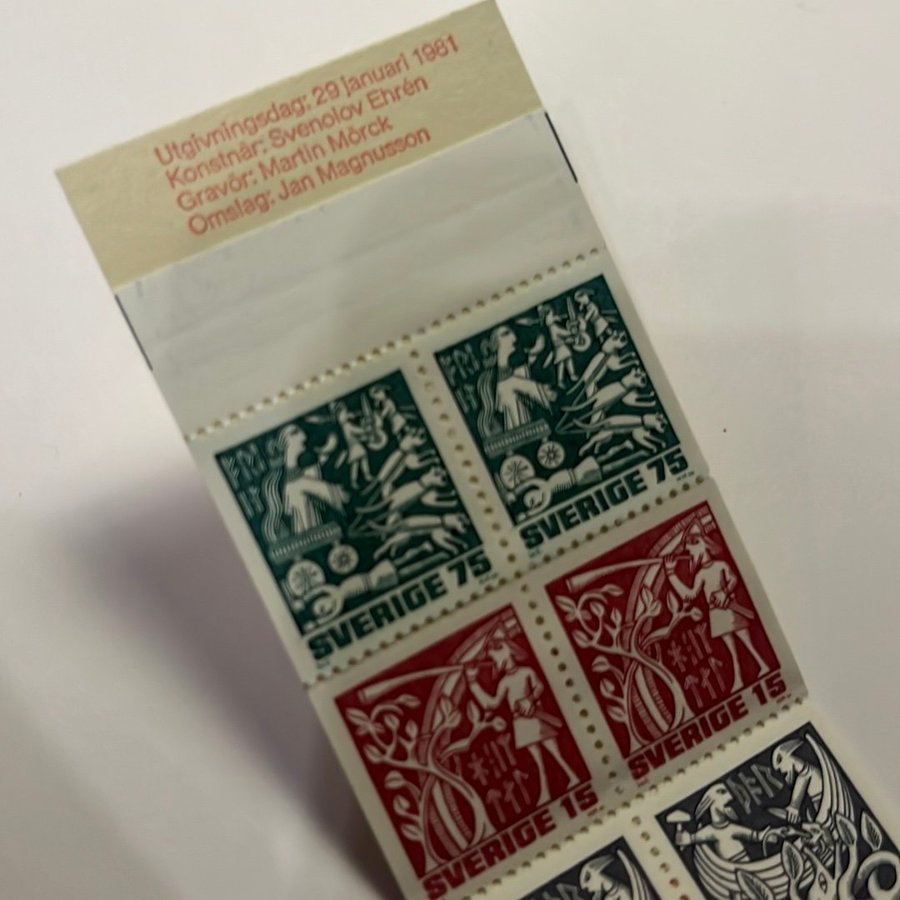 Utgivningsdag: 29 januari 1981
Konstnär: Svenolov Ehrén
Gravör: Martin Mörck
Omslag: Jan Magnusson
SVERIGE 75
SVERIGE 75
SVERIGE 15
SVERIGE 15